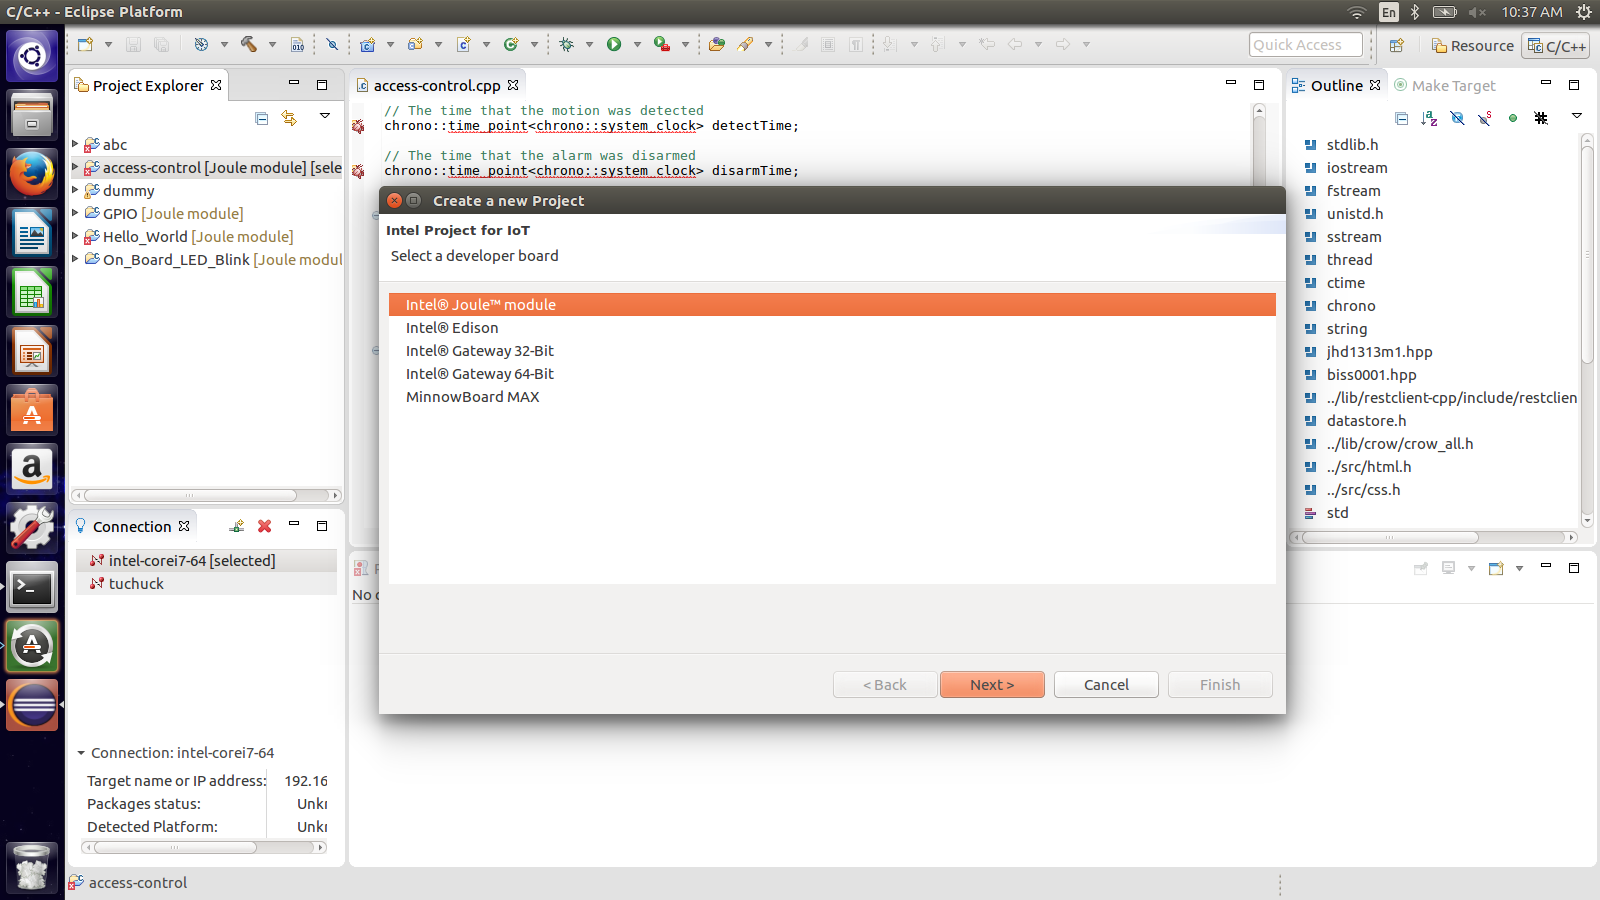 C/C++ - Eclipse Platform
En
10:37 AM
Quick Access
Resource
C/C++
Project Explorer
abc
access-control [Joule module] [sele
dummy
GPIO [Joule module]
Hello_World [Joule module]
On_Board_LED_Blink [Joule modul
access-control.cpp
// The time that the motion was detected
chrono::time_point<chrono::system_clock> detectTime;
// The time that the alarm was disarmed
chrono::time_point<chrono::system_clock> disarmTime;
Create a new Project
Intel Project for IoT
Select a developer board
Intel® Joule™ module
Intel® Edison
Intel® Gateway 32-Bit
Intel® Gateway 64-Bit
MinnowBoard MAX
< Back
Next >
Cancel
Finish
Outline
Make Target
stdlib.h
iostream
fstream
unistd.h
sstream
thread
ctime
chrono
string
jhd1313m1.hpp
biss0001.hpp
../lib/restclient-cpp/include/restclien
datastore.h
../lib/crow/crow_all.h
../src/html.h
../src/css.h
std
Connection
intel-corei7-64 [selected]
tuchuck
No
Connection: intel-corei7-64
Target name or IP address: 192.16
Packages status: Unkr
Detected Platform: Unkr
access-control